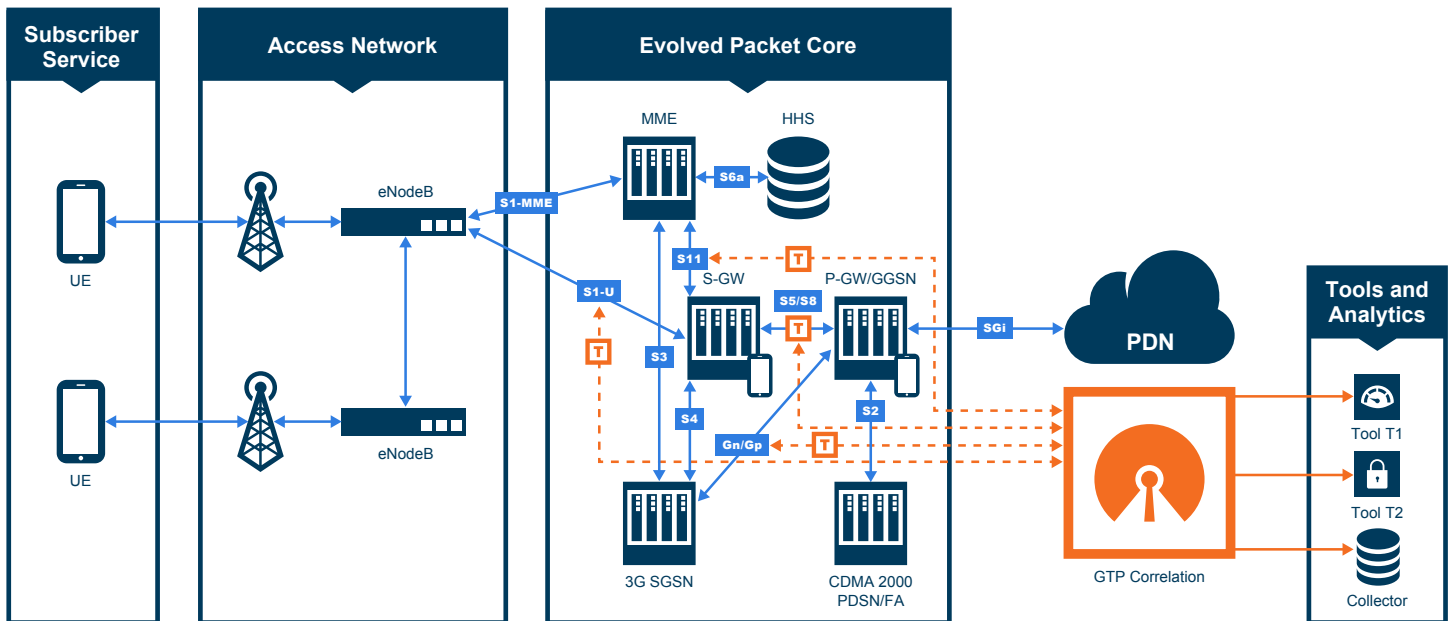 Subscriber
Service
Access Network
Evolved Packet Core
MME
HHS
S6a
eNodeB
S1-MME
UE
S11
T
S-GW
P-GW/GGSN
S1-U
S5/S8
T
SGi
PDN
T
S3
Tools and
Analytics
S4
S2
Tool T1
Gn/Gp
T
eNodeB
UE
Tool T2
3G SGSN
CDMA 2000
PDSN/FA
GTP Correlation
Collector